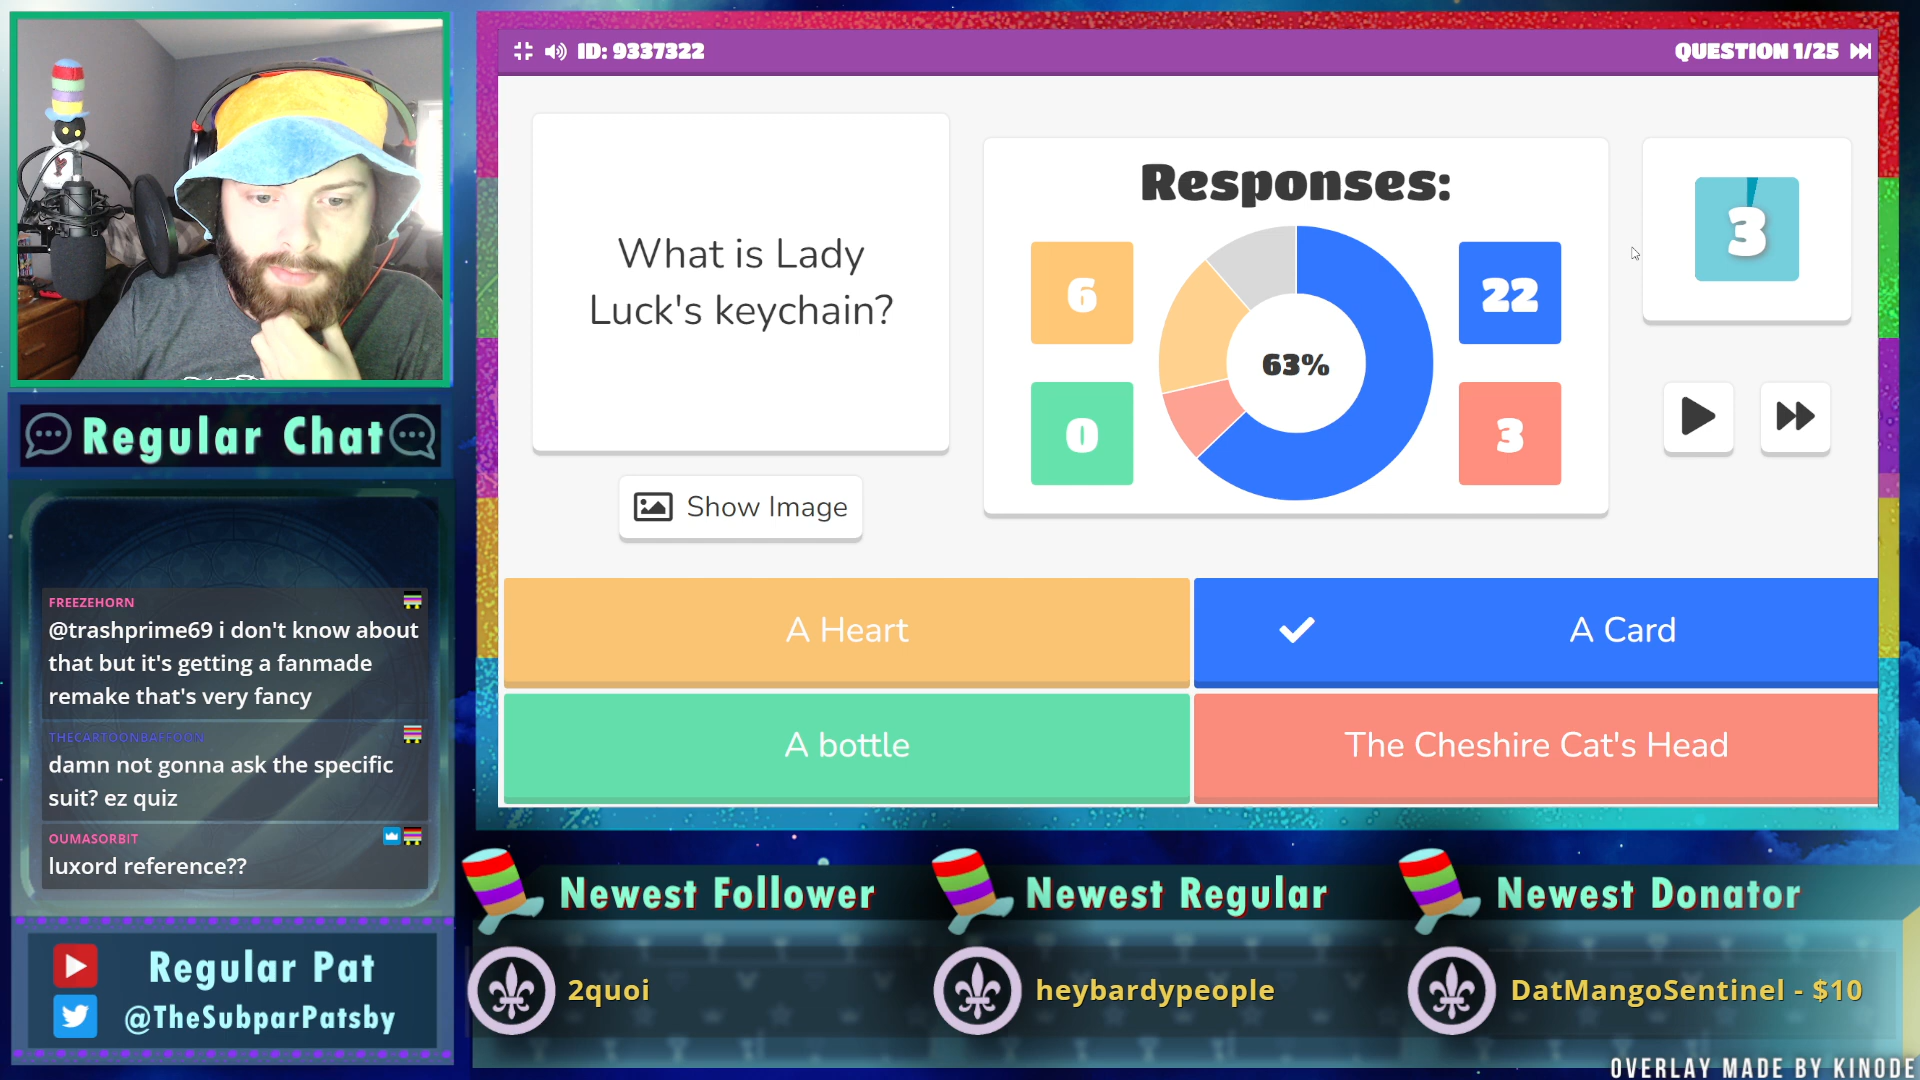 ID: 9337322
QUESTION 1/25
What is Lady
Luck's keychain?
Show Image
Responses:
6
22
0
3
63%
3
A Heart
A Card
A bottle
The Cheshire Cat's Head
Regular Chat
FREEZEHORN
@trashprime69 i don't know about
that but it's getting a fanmade
remake that's very fancy
THECARTOONBAFFOON
damn not gonna ask the specific
suit? ez quiz
OUMASORBIT
luxord reference??
Regular Pat
@TheSubparPatsby
Newest Follower
2quoi
Newest Regular
heybardypeople
Newest Donator
DatMangoSentinel - $10
OVERLAY MADE BY KINODE